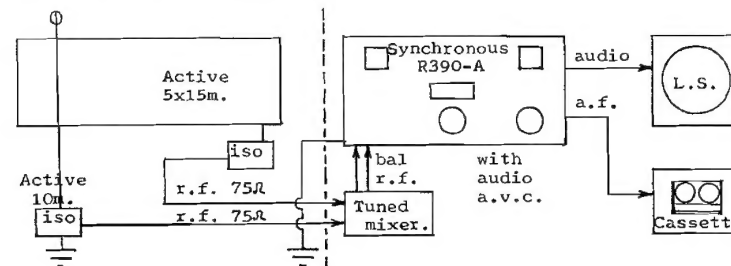 Active
5x15m.
iso
Active
10m.
iso
r.f. 75Ω
r.f. 75Ω
Synchronous
R390-A
bal
r.f.
with
audio
a.v.c.
Tuned
mixer.
audio
a.f.
L.S.
Cassett